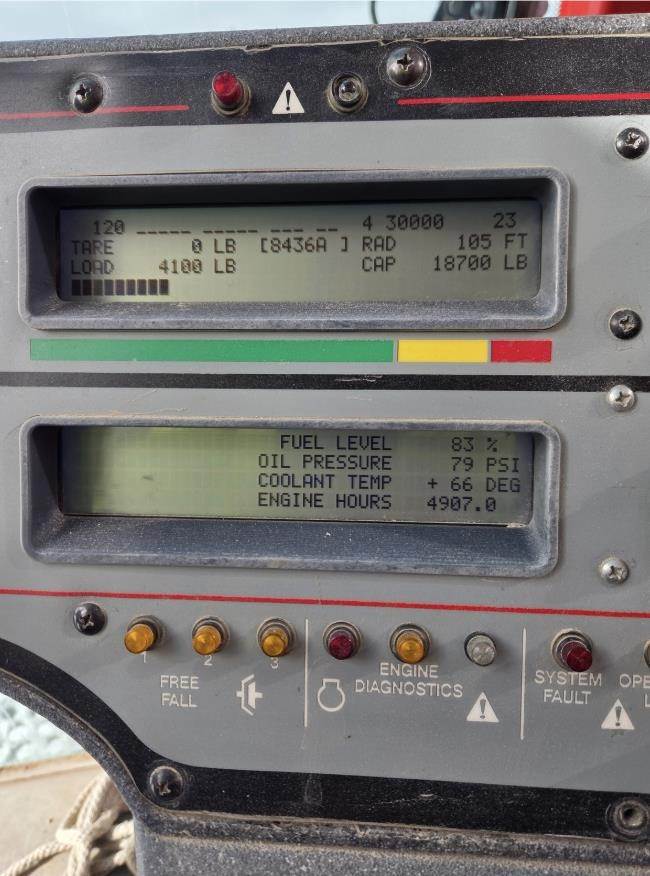 120 _____ _____ _____ ___ __ 4 30000 23
TARE 0 LB [8436A ] RAD 105 FT
LOAD 4100 LB CAP 18700 LB
FUEL LEVEL 83 %
OIL PRESSURE 79 PSI
COOLANT TEMP + 66 DEG
ENGINE HOURS 4907.0
1 2 3
FREE FALL
ENGINE DIAGNOSTICS
SYSTEM FAULT
OPE
L